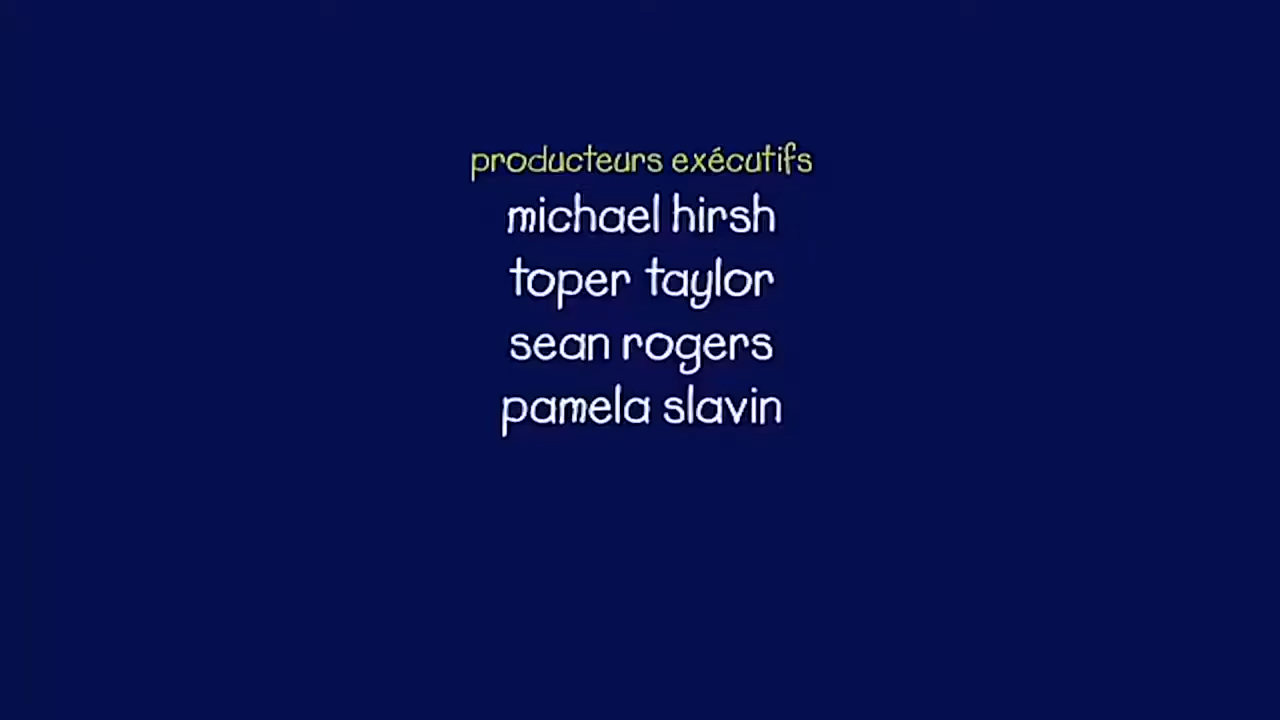 producteurs exécutifs
michael hirsh
toper taylor
sean rogers
pamela slavin